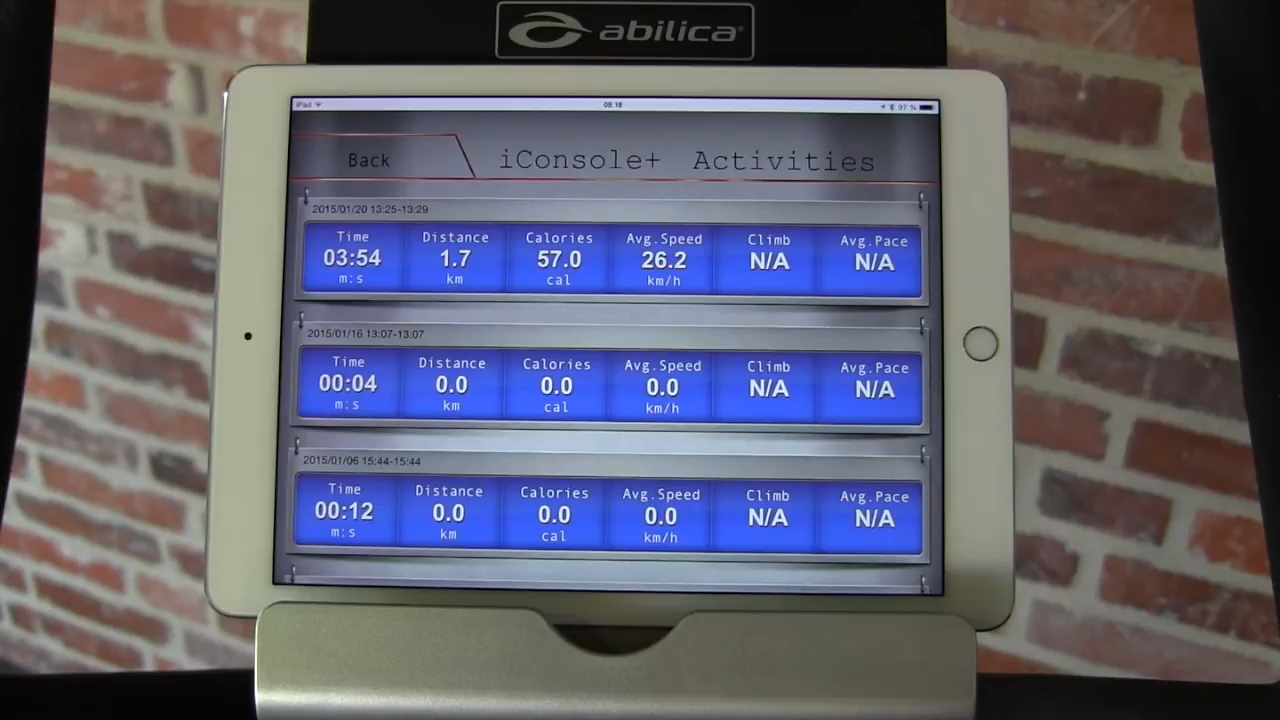 abilica
iPad 09.18 97 %
Back iConsole+ Activities
2015/01/20 13:25-13:29
Time Distance Calories Avg.Speed Climb Avg.Pace
03:54 1.7 57.0 26.2 N/A N/A
m:s km cal km/h
2015/01/16 13:07-13:07
Time Distance Calories Avg.Speed Climb Avg.Pace
00:04 0.0 0.0 0.0 N/A N/A
m:s km cal km/h
2015/01/06 15:44-15:44
Time Distance Calories Avg.Speed Climb Avg.Pace
00:12 0.0 0.0 0.0 N/A N/A
m:s km cal km/h